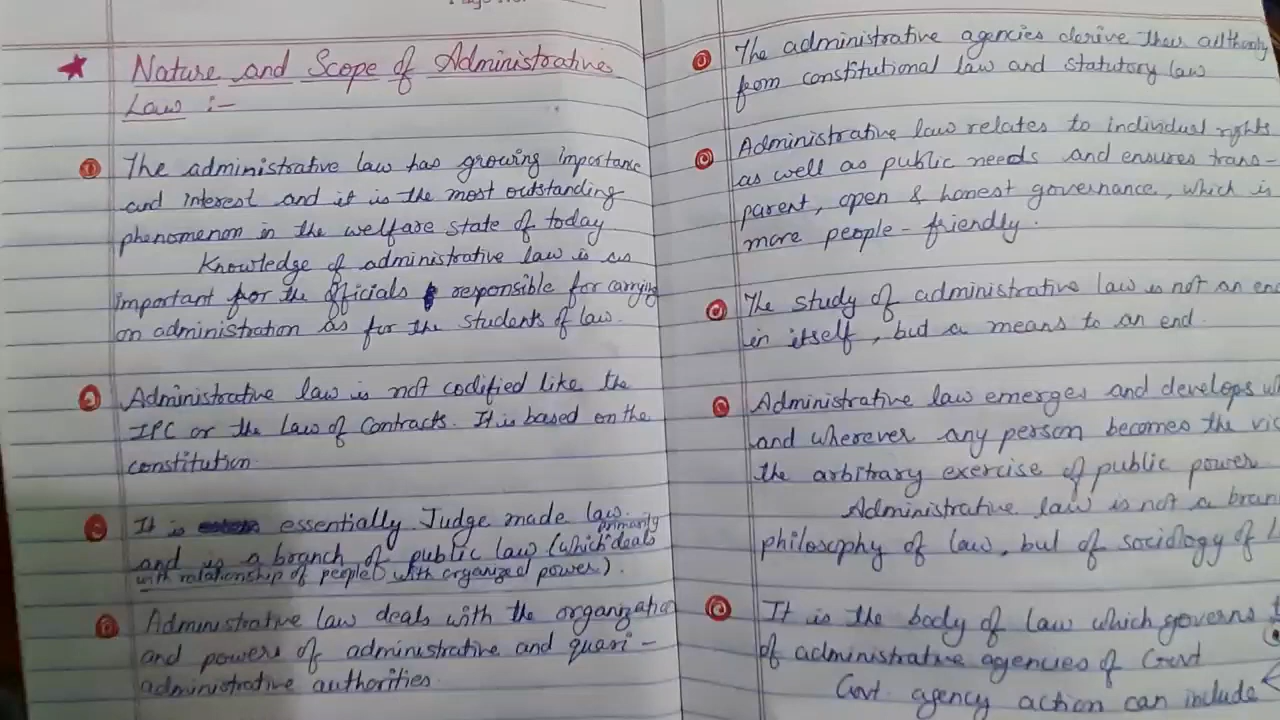 Nature and Scope of Administrative
Law :-
The administrative law has growing importance
and interest and it is the most outstanding
phenomenon in the welfare state of today
Knowledge of administrative law is as
important for the officials responsible for carrying
on administration as for the students of law.
Administrative law is not codified like the
IPC or the Law of Contracts. It is based on the
constitution.
It is essentially Judge made law.
and is a branch of public law (which primarily deals
with relationship of people with organized power).
Administrative law deals with the organization
and powers of administrative and quasi-
administrative authorities.
The administrative agencies derive their authority
from constitutional law and statutory law
Administrative law relates to individual rights
as well as public needs and ensures trans-
parent, open & honest governance, which is
more people-friendly.
The study of administrative law is not an end
in itself, but a means to an end.
Administrative law emerges and develops
and wherever any person becomes the
the arbitrary exercise of public power
Administrative law is not a
philosophy of law, but of sociology of
It is the body of law which governs
of administrative agencies of Govt
Govt. agency action can include